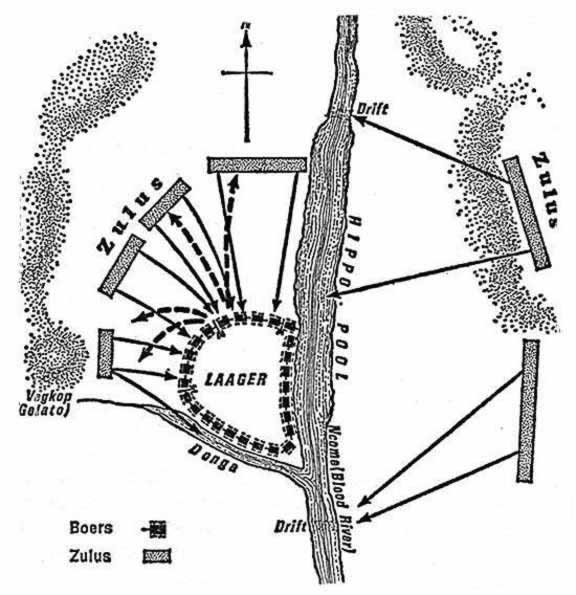 N
Drift
Zulus
Zulus
HIPPO POOL
LAAGER
Vegkop
Gelato)
Donga
Ncome(Blood River)
Drift
Boers
Zulus